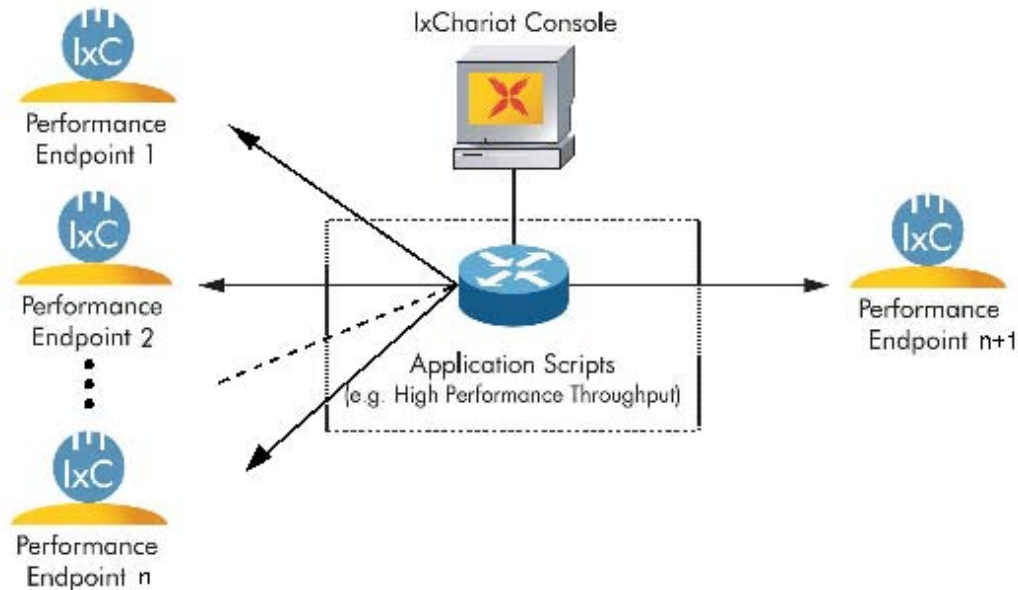 IxChariot Console
IxC
Performance
Endpoint 1
IxC
Performance
Endpoint 2
IxC
Performance
Endpoint n
Application Scripts
(e.g. High Performance Throughput)
IxC
Performance
Endpoint n+1